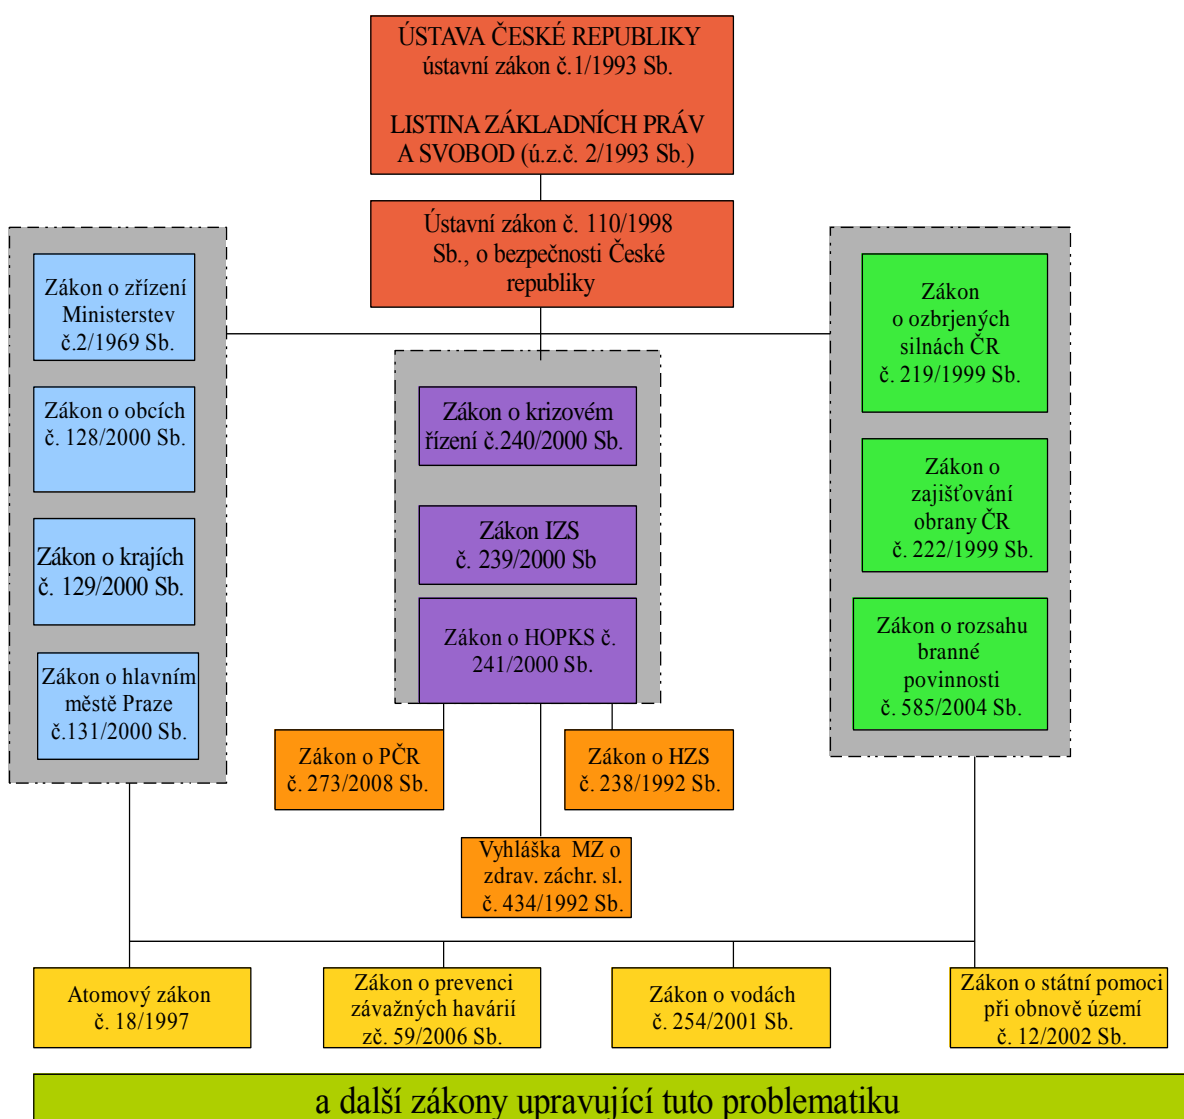 ÚSTAVA ČESKÉ REPUBLIKY
ústavní zákon č.1/1993 Sb.
LISTINA ZÁKLADNÍCH PRÁV
A SVOBOD (ú.z.č. 2/1993 Sb.)
Ústavní zákon č. 110/1998
Sb., o bezpečnosti České
republiky
Zákon o zřízení
Ministerstev
č.2/1969 Sb.
Zákon o obcích
č. 128/2000 Sb.
Zákon o krajích
č. 129/2000 Sb.
Zákon o hlavním
městě Praze
č.131/2000 Sb.
Zákon o krizovém
řízení č.240/2000 Sb.
Zákon IZS
č. 239/2000 Sb
Zákon o HOPKS č.
241/2000 Sb.
Zákon
o ozbrjených
silnách ČR
č. 219/1999 Sb.
Zákon o
zajišťování
obrany ČR
č. 222/1999 Sb.
Zákon o rozsahu
branné
povinnosti
č. 585/2004 Sb.
Zákon o PČR
č. 273/2008 Sb.
Zákon o HZS
č. 238/1992 Sb.
Vyhláška MZ o
zdrav. záchr. sl.
č. 434/1992 Sb.
Atomový zákon
č. 18/1997
Zákon o prevenci
závažných havárií
zč. 59/2006 Sb.
Zákon o vodách
č. 254/2001 Sb.
Zákon o státní pomoci
při obnově území
č. 12/2002 Sb.
a další zákony upravující tuto problematiku